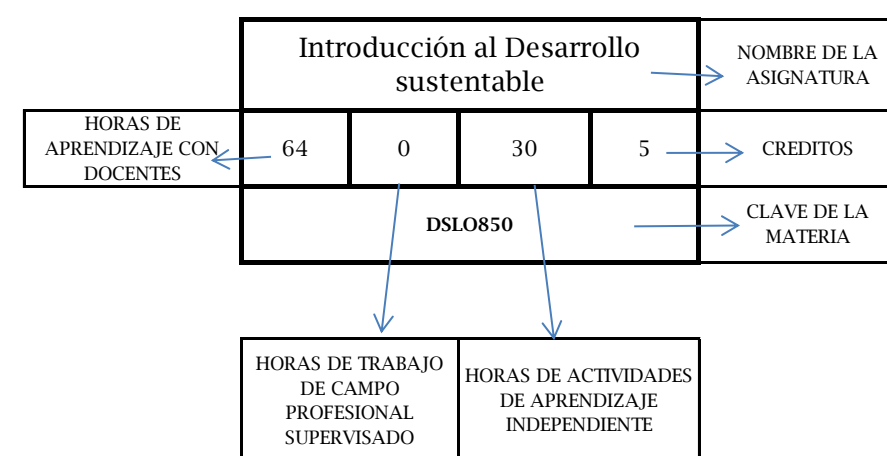 Introducción al Desarrollo
sustentable
NOMBRE DE LA
ASIGNATURA
HORAS DE
APRENDIZAJE CON
DOCENTES
64
0
30
5
CREDITOS
DSLO850
CLAVE DE LA
MATERIA
HORAS DE TRABAJO
DE CAMPO
PROFESIONAL
SUPERVISADO
HORAS DE ACTIVIDADES
DE APRENDIZAJE
INDEPENDIENTE